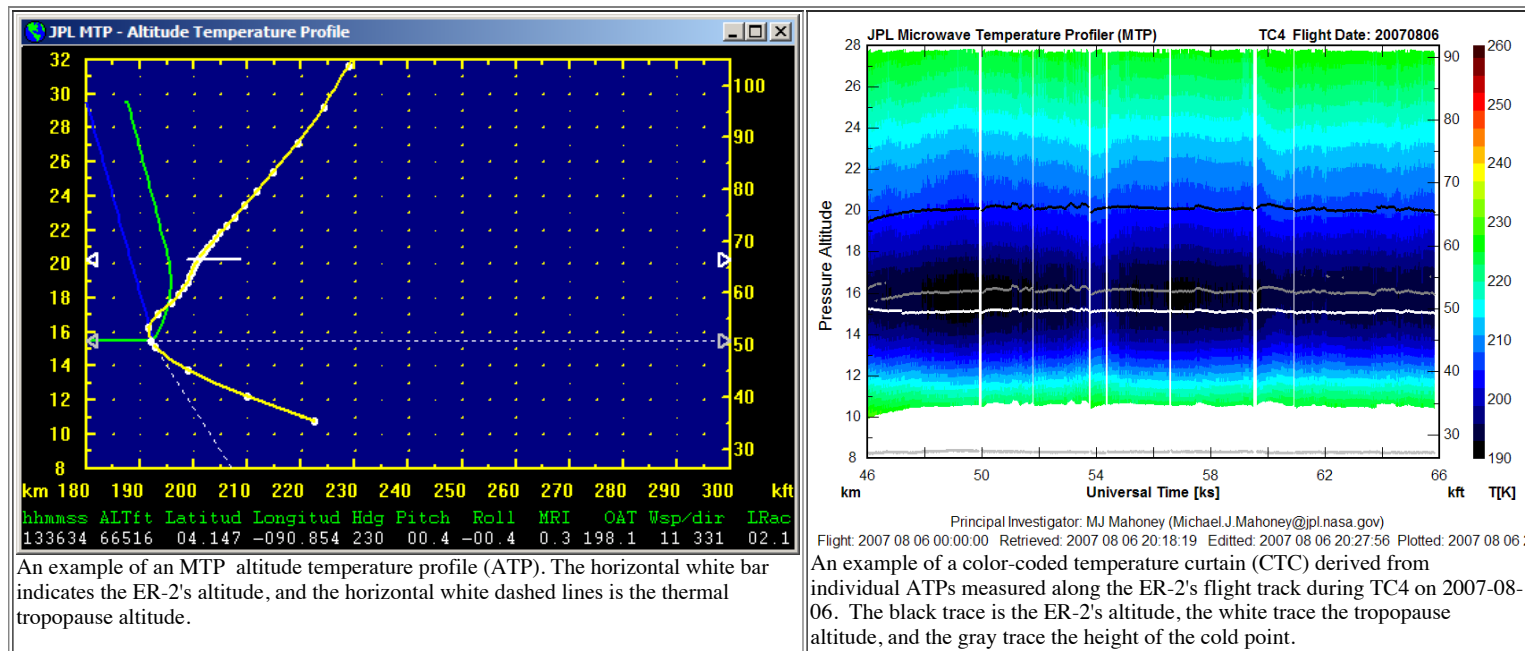 JPL MTP - Altitude Temperature Profile
32
30
28
26
24
22
20
18
16
14
12
10
8
100
90
80
70
60
50
40
30
km 180 190 200 210 220 230 240 250 260 270 280 290 300 kft
hhmmss ALTft Latitud Longitud Hdg Pitch Roll MRI OAT Wsp/dir LRac
133634 66516 04.147 -090.854 230 00.4 -00.4 0.3 198.1 11 331 02.1
An example of an MTP altitude temperature profile (ATP). The horizontal white bar
indicates the ER-2's altitude, and the horizontal white dashed lines is the thermal
tropopause altitude.
JPL Microwave Temperature Profiler (MTP) TC4 Flight Date: 20070806
28
26
24
22
20
18
16
14
12
10
8
Pressure Altitude
90
80
70
60
50
40
30
260
250
240
230
220
210
200
190
46 50 54 58 62 66
km Universal Time [ks] kft T[K]
Principal Investigator: MJ Mahoney (Michael.J.Mahoney@jpl.nasa.gov)
Flight: 2007 08 06 00:00:00 Retrieved: 2007 08 06 20:18:19 Editted: 2007 08 06 20:27:56 Plotted: 2007 08 06 2
An example of a color-coded temperature curtain (CTC) derived from
individual ATPs measured along the ER-2's flight track during TC4 on 2007-08-
06. The black trace is the ER-2's altitude, the white trace the tropopause
altitude, and the gray trace the height of the cold point.